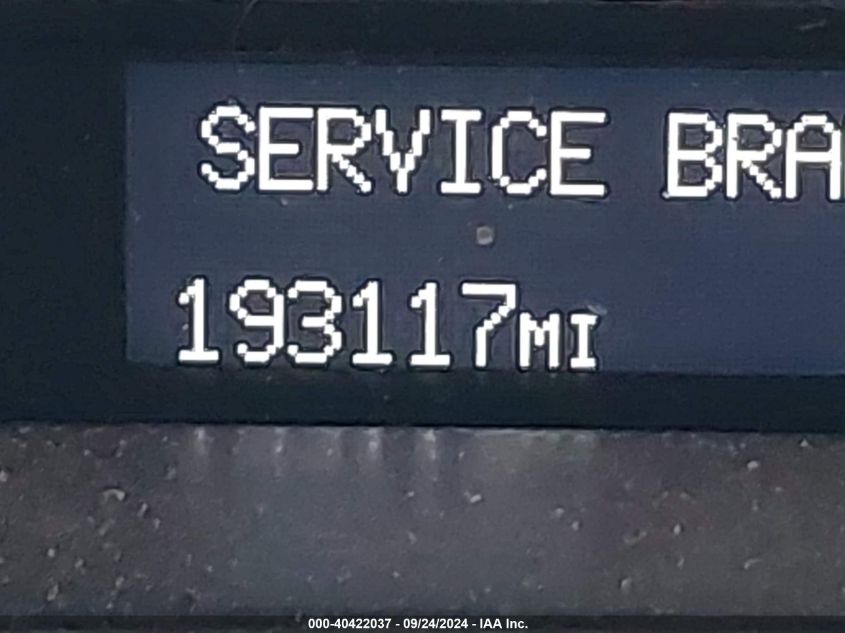 SERVICE BRA
193117MI
000-40422037 - 09/24/2024 - IAA Inc.